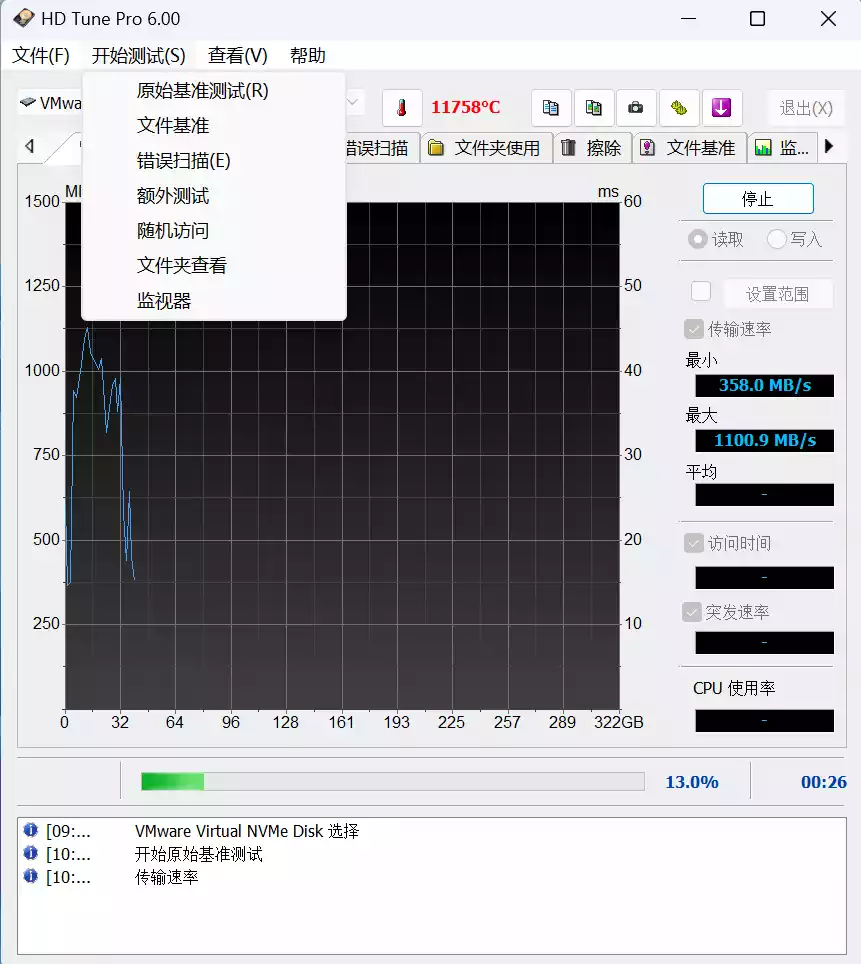 HD Tune Pro 6.00
文件(F) 开始测试(S) 查看(V) 帮助
原始基准测试(R)
文件基准
错误扫描(E)
额外测试
随机访问
文件夹查看
监视器
VMwa
11758°C
退出(X)
错误扫描 文件夹使用 擦除 文件基准 监...
ms
1500
1250
1000
750
500
250
60
50
40
30
20
10
0 32 64 96 128 161 193 225 257 289 322GB
停止
读取 写入
设置范围
传输速率
最小
358.0 MB/s
最大
1100.9 MB/s
平均
-
访问时间
-
突发速率
-
CPU 使用率
-
13.0% 00:26
[09:... VMware Virtual NVMe Disk 选择
[10:... 开始原始基准测试
[10:... 传输速率